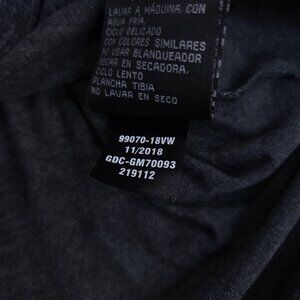 LAVAR A MÁQUINA, CON
AGUA FRIA,
CICLO DELICADO
CON COLORES SIMILARES
NO USAR BLANQUEADOR
SECAR EN SECADORA,
CICLO LENTO
PLANCHA TIBIA
NO LAVAR EN SECO
99070-18VW
11/2018
GDC-GM70093
219112